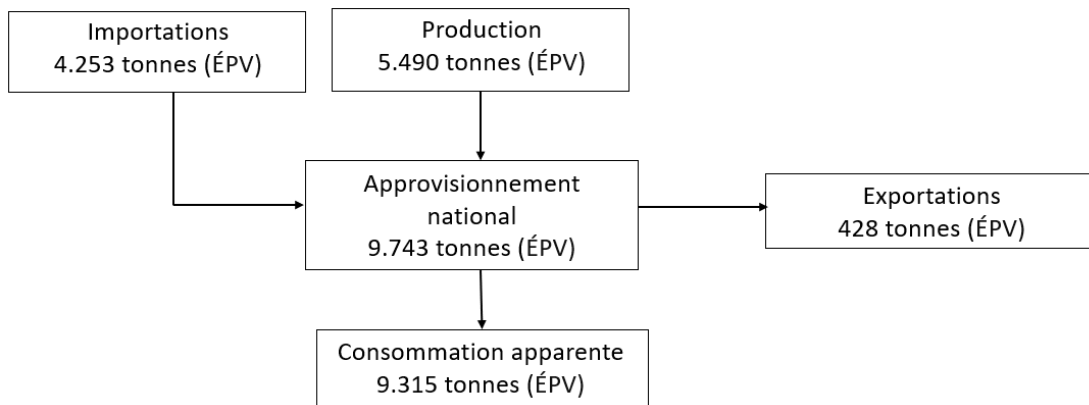 Importations
4.253 tonnes (ÉPV)
Production
5.490 tonnes (ÉPV)
Approvisionnement
national
9.743 tonnes (ÉPV)
Exportations
428 tonnes (ÉPV)
Consommation apparente
9.315 tonnes (ÉPV)